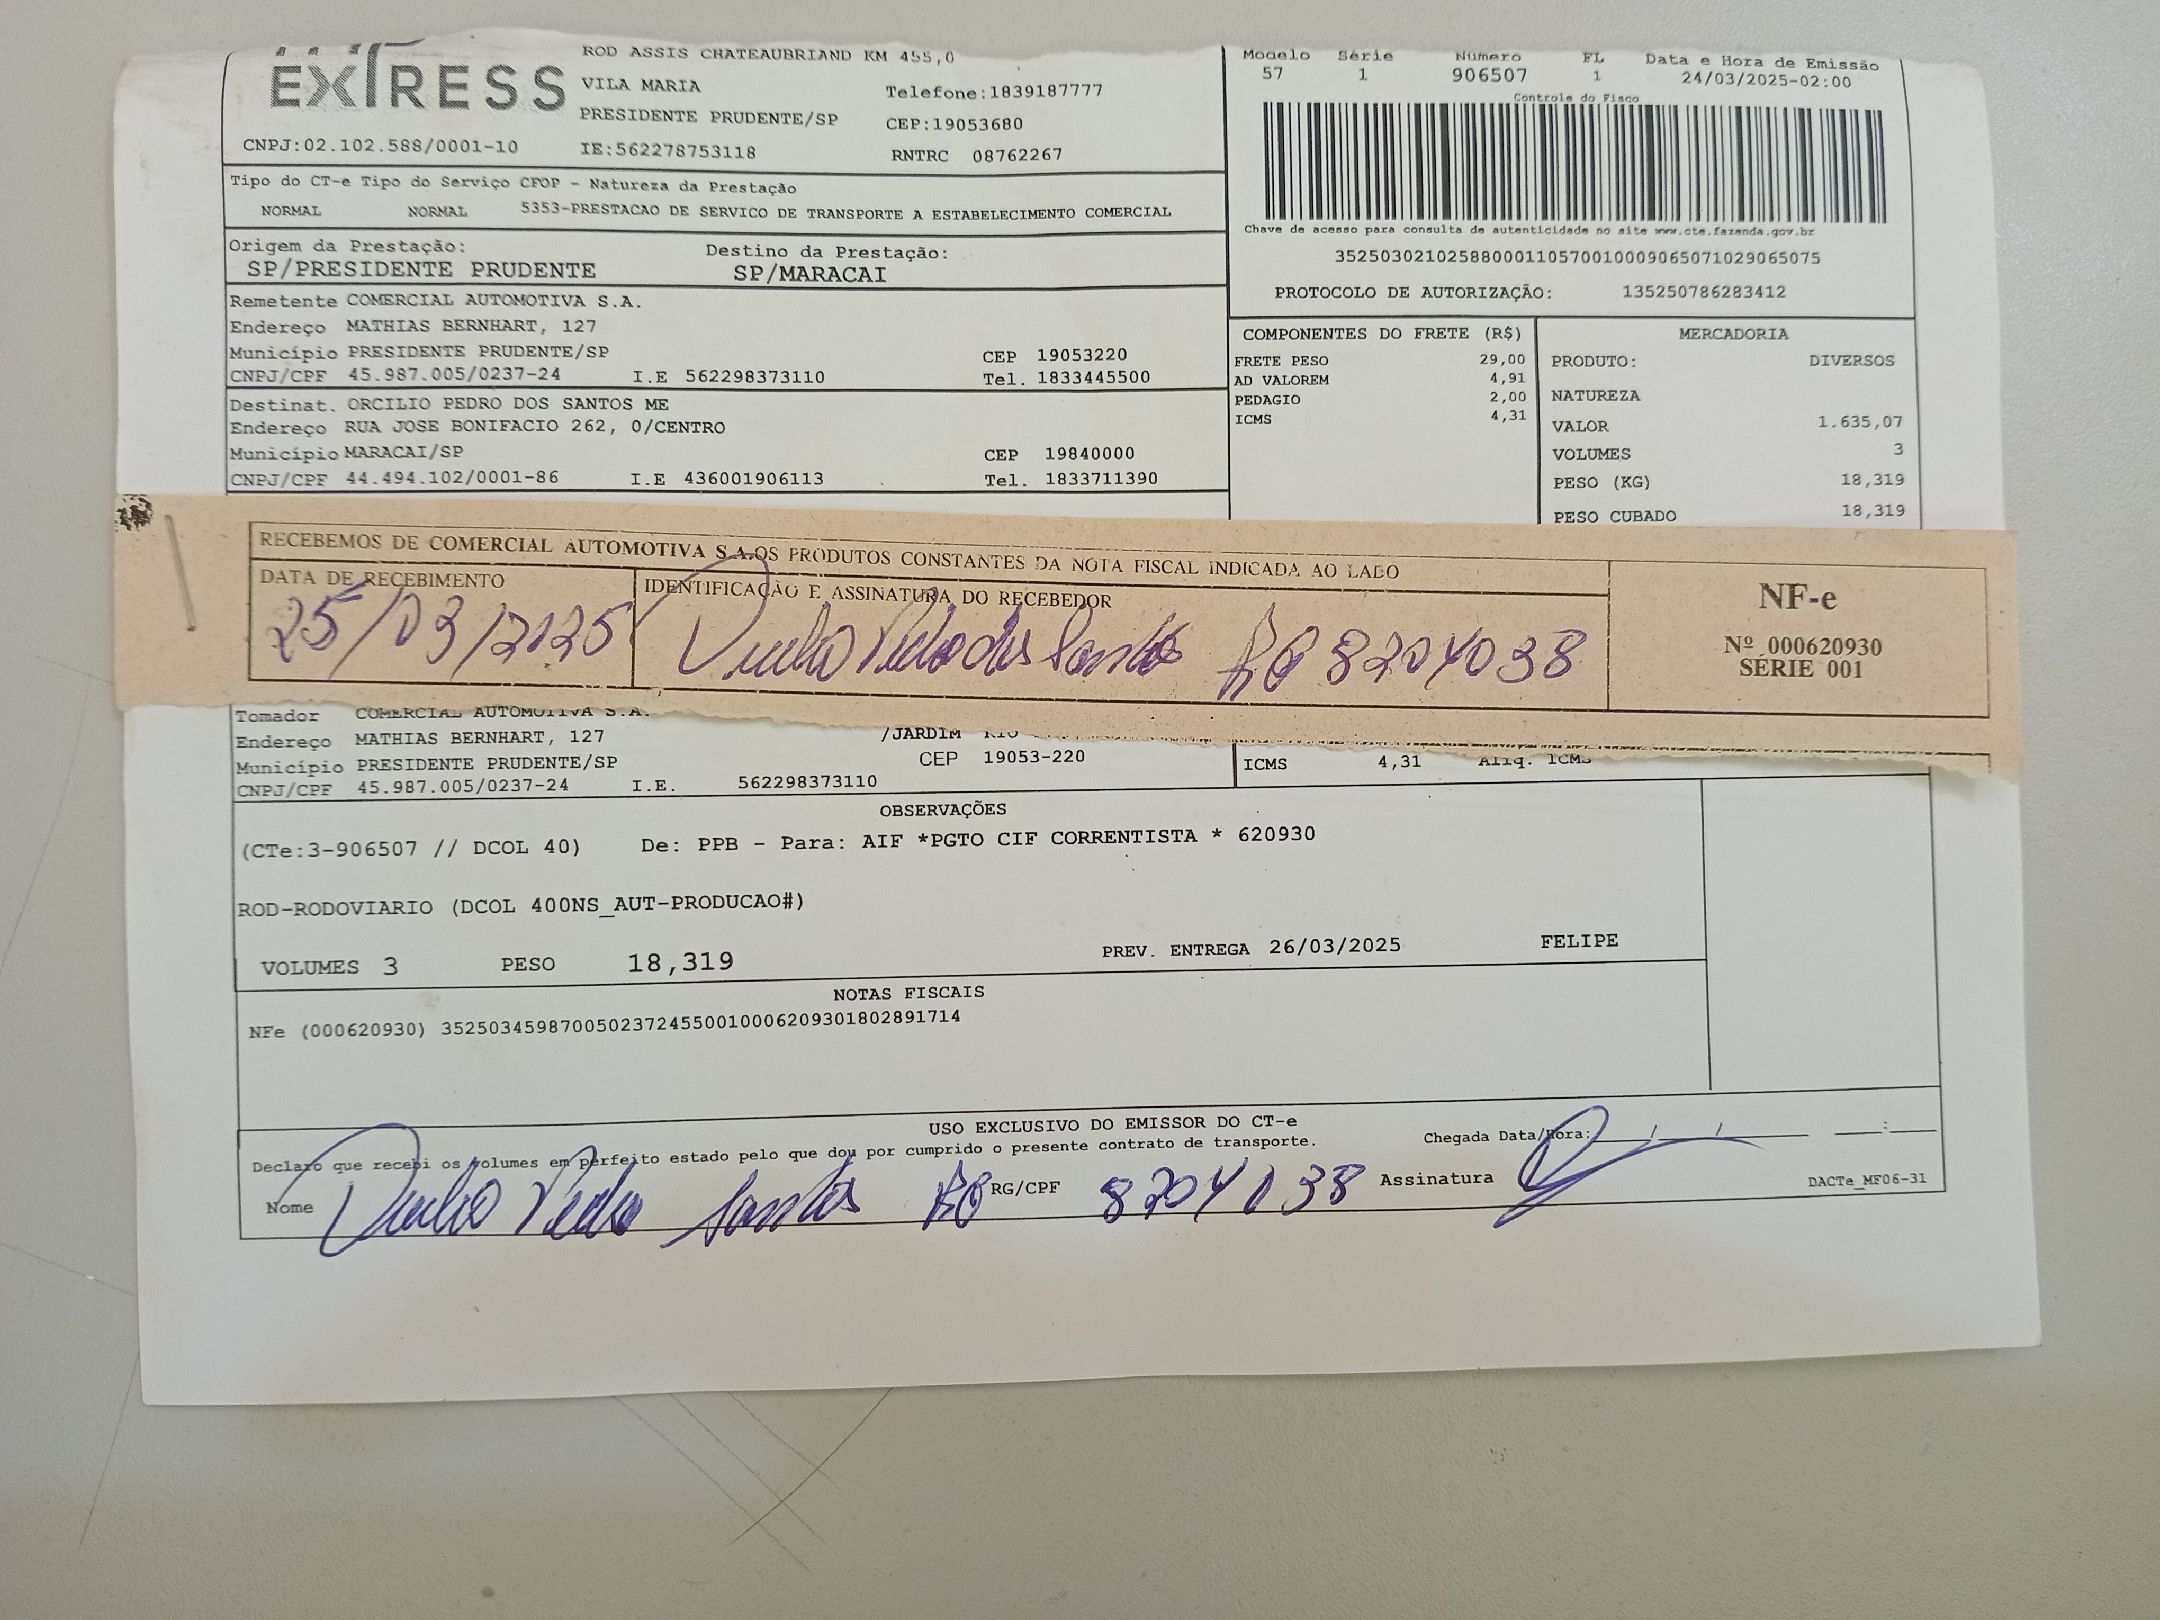 EXTRESS
ROD ASSIS CHATEAUBRIAND KM 455,0
VILA MARIA
Telefone:1839187777
PRESIDENTE PRUDENTE/SP
CEP:19053680
CNPJ:02.102.588/0001-10 IE:562278753118 RNTRC 08762267
Modelo Série Número FL Data e Hora de Emissão
57 1 906507 1 24/03/2025-02:00
Controle do Fisco
Chave de acesso para consulta de autenticidade no site www.cte.fazenda.gov.br
35250302102588000110570010009065071029065075
PROTOCOLO DE AUTORIZAÇÃO: 135250786283412
Tipo do CT-e Tipo do Serviço CFOP - Natureza da Prestação
NORMAL NORMAL 5353-PRESTACAO DE SERVICO DE TRANSPORTE A ESTABELECIMENTO COMERCIAL
Origem da Prestação: Destino da Prestação:
SP/PRESIDENTE PRUDENTE SP/MARACAI
Remetente COMERCIAL AUTOMOTIVA S.A.
Endereço MATHIAS BERNHART, 127
Município PRESIDENTE PRUDENTE/SP CEP 19053220
CNPJ/CPF 45.987.005/0237-24 I.E 562298373110 Tel. 1833445500
Destinat. ORCILIO PEDRO DOS SANTOS ME
Endereço RUA JOSE BONIFACIO 262, 0/CENTRO
Município MARACAI/SP CEP 19840000
CNPJ/CPF 44.494.102/0001-86 I.E 436001906113 Tel. 1833711390
COMPONENTES DO FRETE (R$)
FRETE PESO 29,00
AD VALOREM 4,91
PEDAGIO 2,00
ICMS 4,31
MERCADORIA
PRODUTO: DIVERSOS
NATUREZA
VALOR 1.635,07
VOLUMES 3
PESO (KG) 18,319
PESO CUBADO 18,319
RECEBEMOS DE COMERCIAL AUTOMOTIVA S.A.OS PRODUTOS CONSTANTES DA NOTA FISCAL INDICADA AO LADO
DATA DE RECEBIMENTO IDENTIFICAÇÃO E ASSINATURA DO RECEBEDOR
25/03/2025 Pedro dos Santos RG 8204038
NF-e
Nº 000620930
SÉRIE 001
Tomador COMERCIAL AUTOMOTIVA S.A.
Endereço MATHIAS BERNHART, 127 /JARDIM RIO
Município PRESIDENTE PRUDENTE/SP CEP 19053-220
CNPJ/CPF 45.987.005/0237-24 I.E. 562298373110
ICMS 4,31 Aliq. ICMS
OBSERVAÇÕES
(CTe:3-906507 // DCOL 40) De: PPB - Para: AIF *PGTO CIF CORRENTISTA * 620930
ROD-RODOVIARIO (DCOL 400NS_AUT-PRODUCAO#)
VOLUMES 3 PESO 18,319 PREV. ENTREGA 26/03/2025 FELIPE
NOTAS FISCAIS
NFe (000620930) 35250345987005023724550010006209301802891714
USO EXCLUSIVO DO EMISSOR DO CT-e
Declaro que recebi os volumes em perfeito estado pelo que dou por cumprido o presente contrato de transporte.
Chegada Data/Hora: / / :
Nome Pedro Santos RG RG/CPF 8204038 Assinatura
DACTe_MF06-31